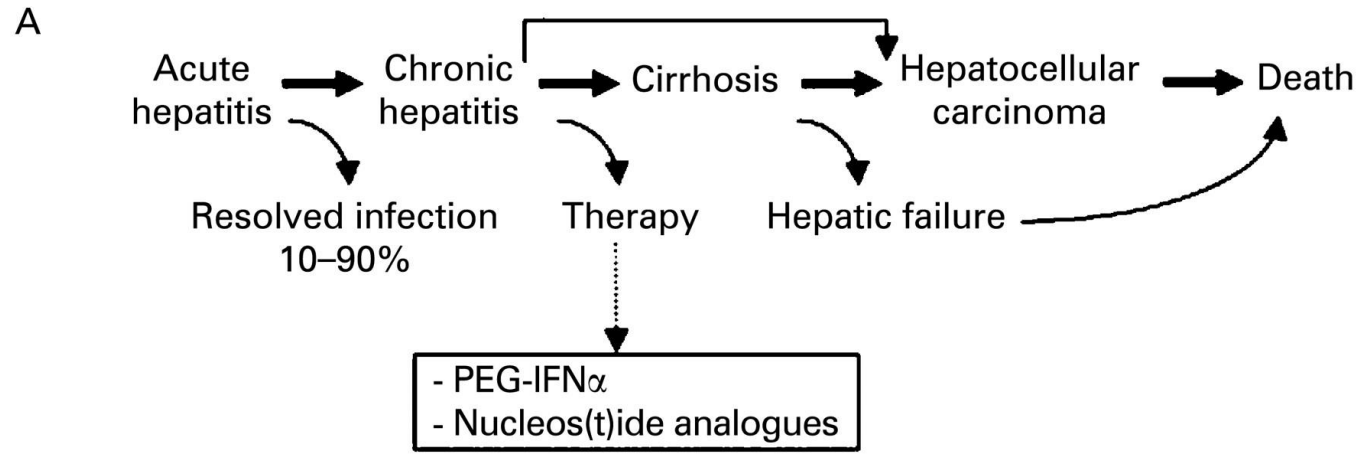 A
Acute
hepatitis
Chronic
hepatitis
Cirrhosis
Hepatocellular
carcinoma
Death
Resolved infection
10–90%
Therapy
Hepatic failure
- PEG-IFNα
- Nucleos(t)ide analogues